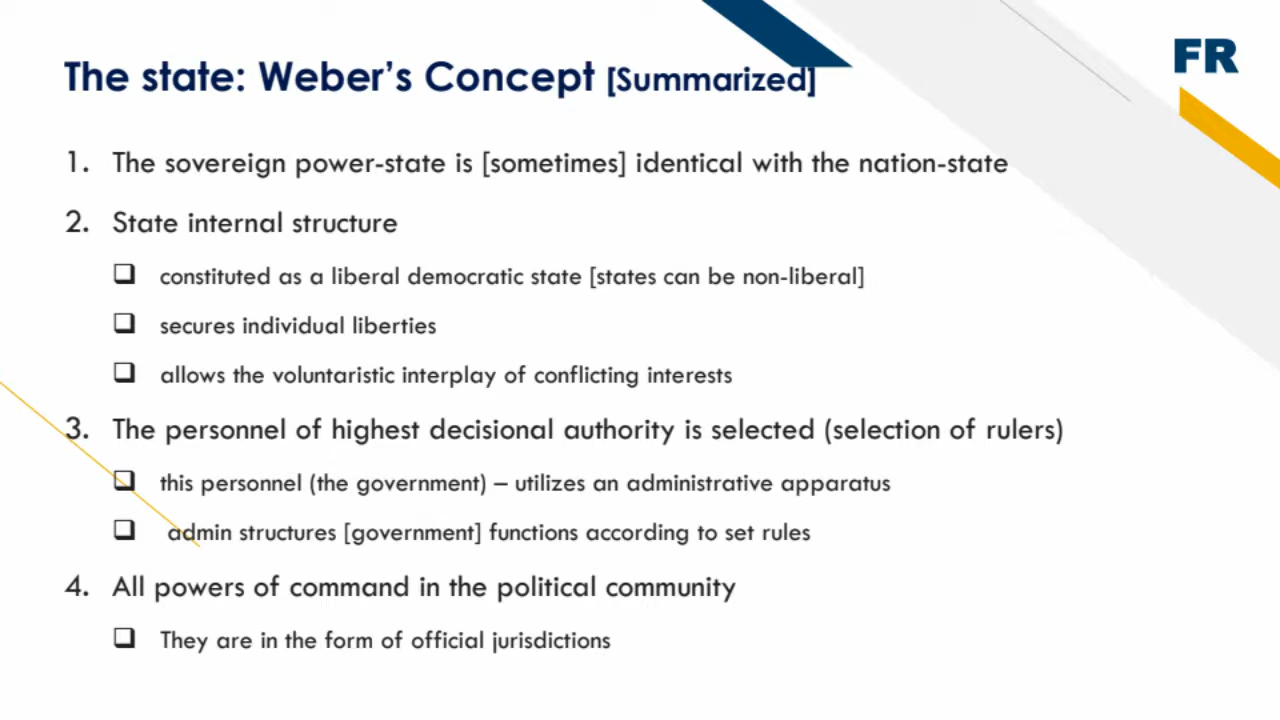 FR
The state: Weber's Concept [Summarized]
1. The sovereign power-state is [sometimes] identical with the nation-state
2. State internal structure
❑ constituted as a liberal democratic state [states can be non-liberal]
❑ secures individual liberties
❑ allows the voluntaristic interplay of conflicting interests
3. The personnel of highest decisional authority is selected (selection of rulers)
❑ this personnel (the government) – utilizes an administrative apparatus
❑ admin structures [government] functions according to set rules
4. All powers of command in the political community
❑ They are in the form of official jurisdictions